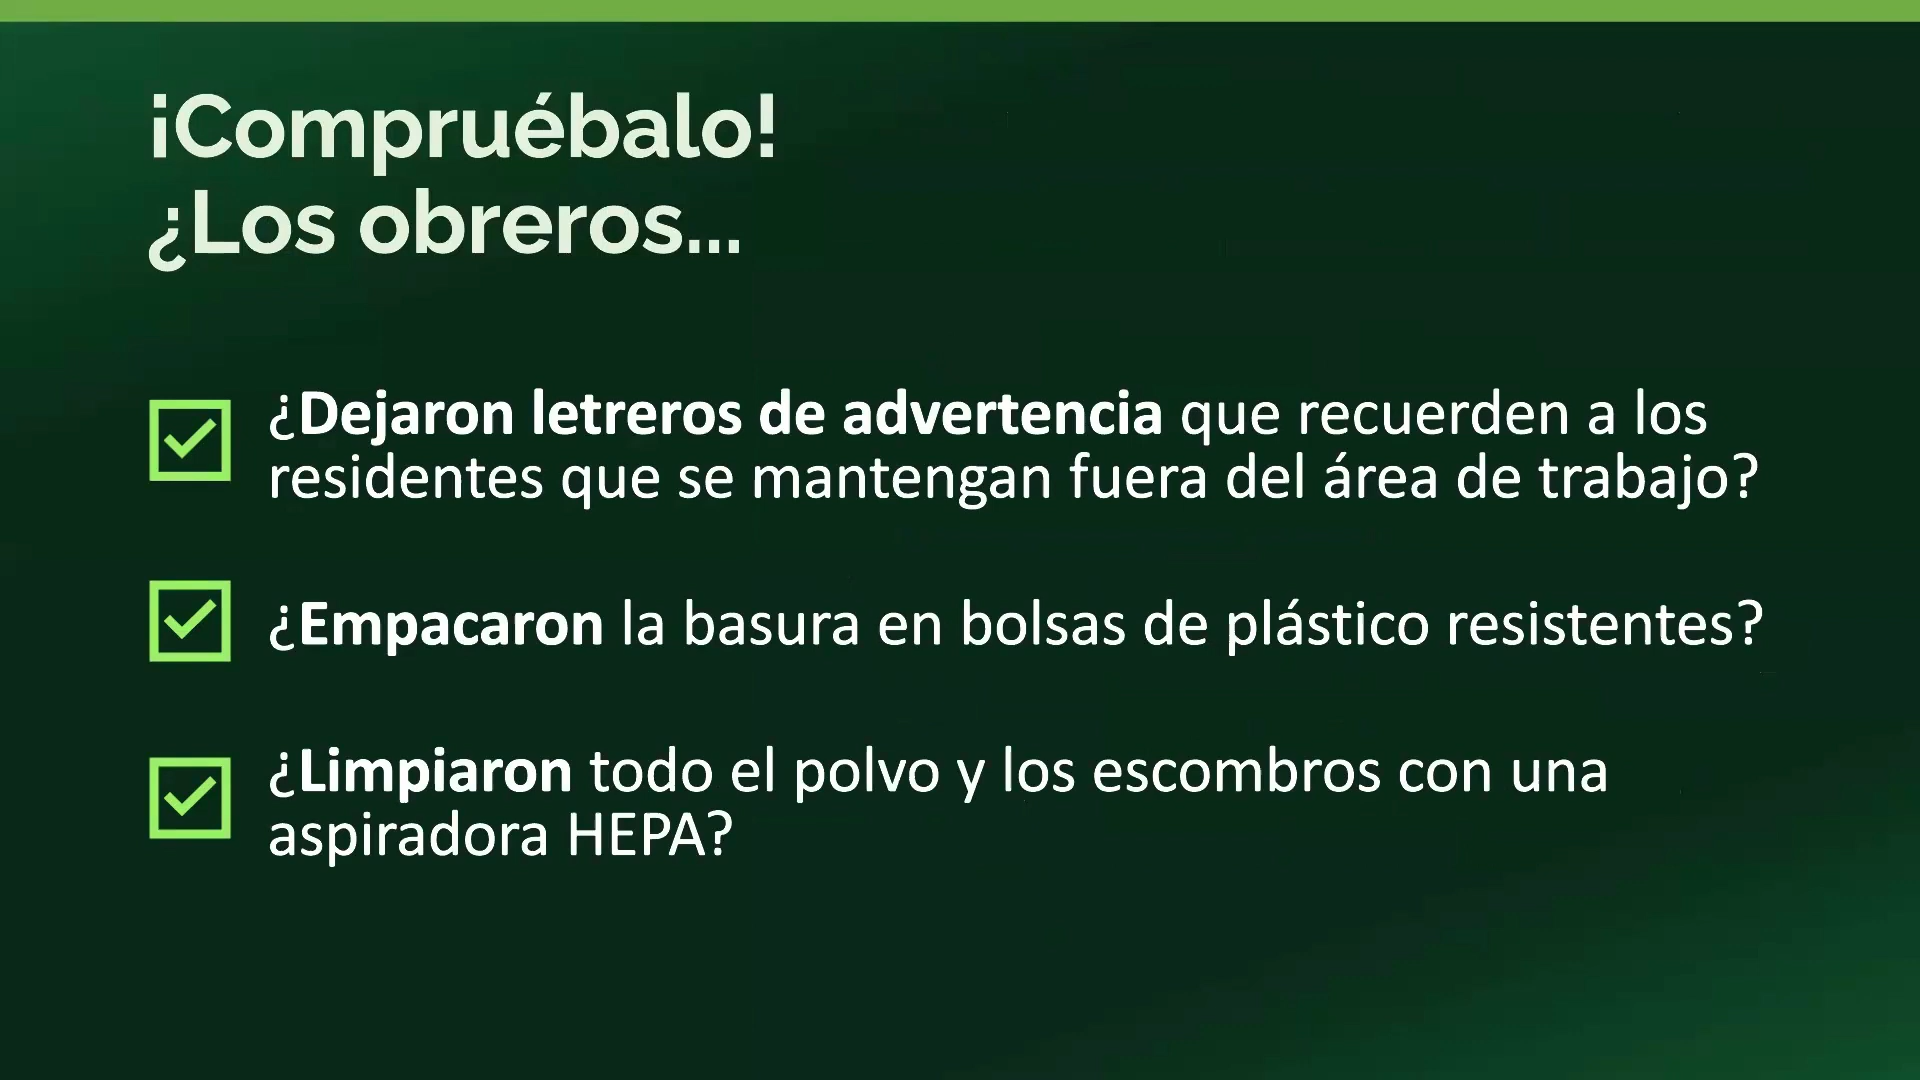 ¡Compruébalo!
¿Los obreros...
¿Dejaron letreros de advertencia que recuerden a los
residentes que se mantengan fuera del área de trabajo?
¿Empacaron la basura en bolsas de plástico resistentes?
¿Limpiaron todo el polvo y los escombros con una
aspiradora HEPA?